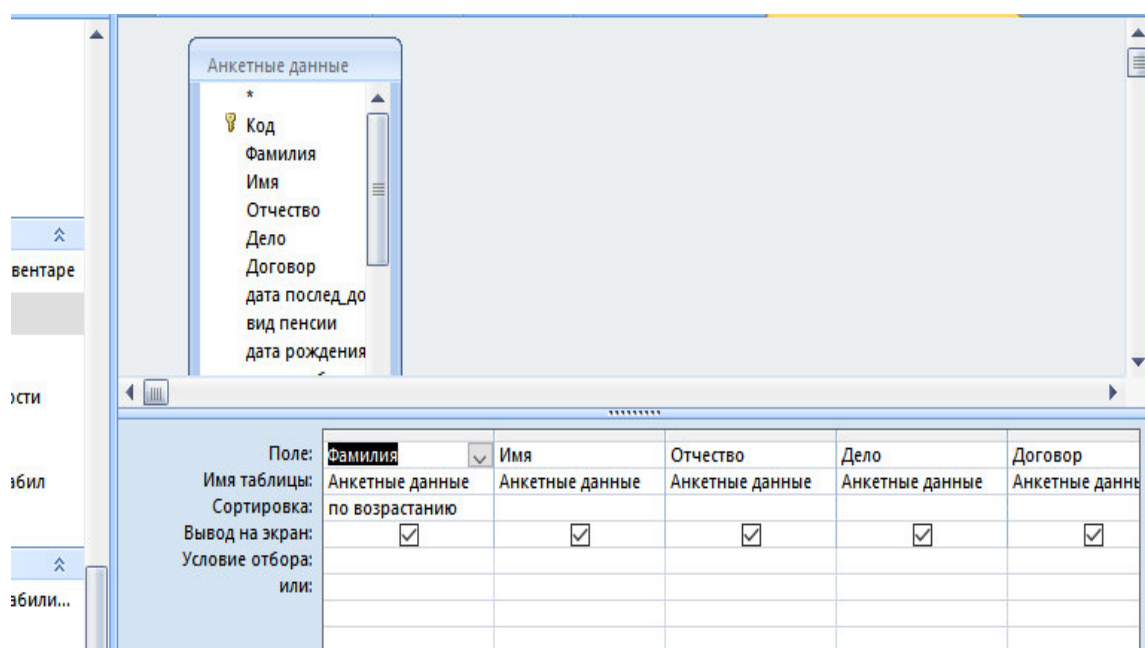 Анкетные данные
*
Код
Фамилия
Имя
Отчество
Дело
Договор
дата послед_до
вид пенсии
дата рождения
вентаре
ости
абил
абили...
Поле: Фамилия Имя Отчество Дело Договор
Имя таблицы: Анкетные данные Анкетные данные Анкетные данные Анкетные данные Анкетные данны
Сортировка: по возрастанию
Вывод на экран:
Условие отбора:
или: